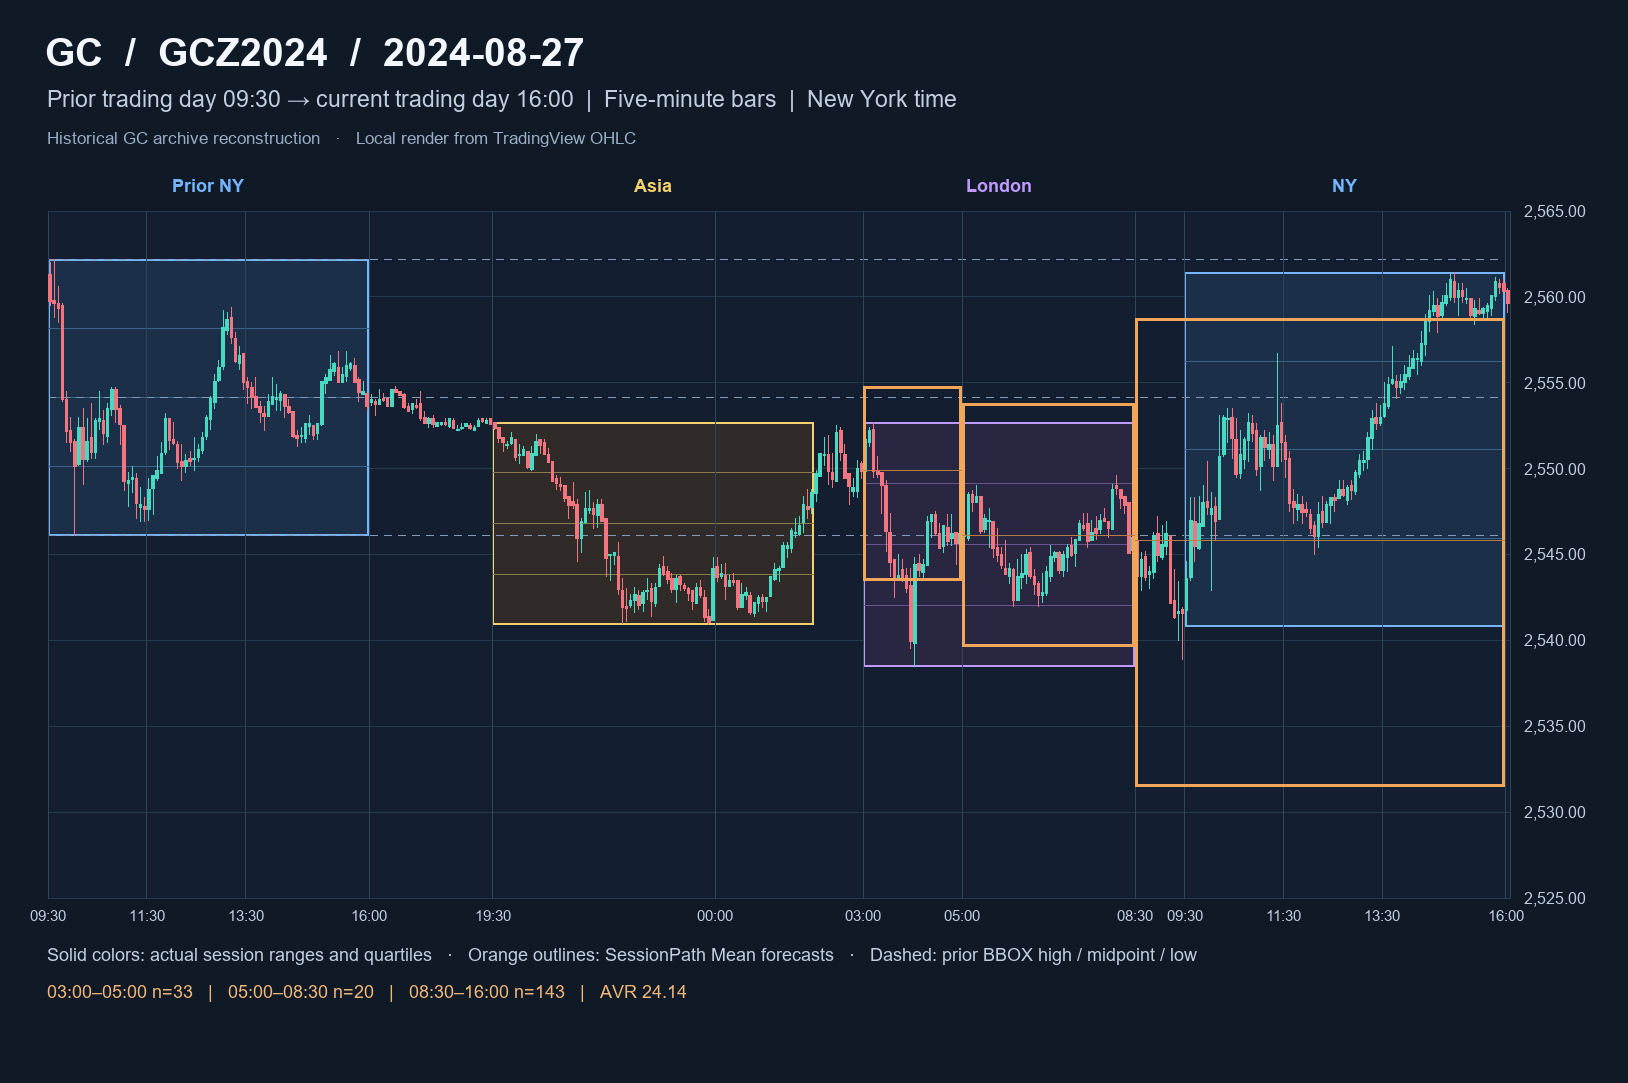 GC / GCZ2024 / 2024-08-27
Prior trading day 09:30 → current trading day 16:00 | Five-minute bars | New York time
Historical GC archive reconstruction · Local render from TradingView OHLC
Prior NY Asia London NY
2,565.00
2,560.00
2,555.00
2,550.00
2,545.00
2,540.00
2,535.00
2,530.00
2,525.00
09:30 11:30 13:30 16:00 19:30 00:00 03:00 05:00 08:30 09:30 11:30 13:30 16:00
Solid colors: actual session ranges and quartiles · Orange outlines: SessionPath Mean forecasts · Dashed: prior BBOX high / midpoint / low
03:00–05:00 n=33 | 05:00–08:30 n=20 | 08:30–16:00 n=143 | AVR 24.14